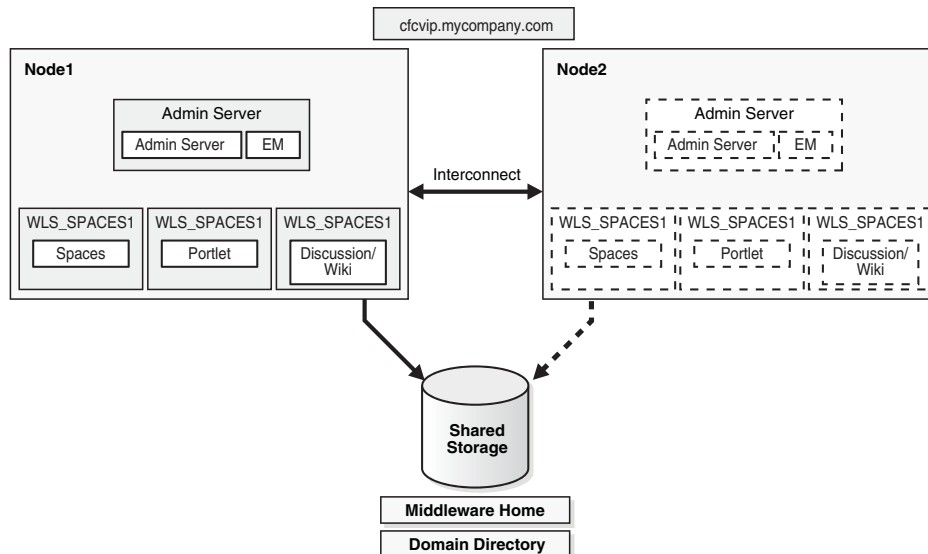 cfcvip.mycompany.com
Node1
Admin Server
Admin Server
EM
WLS_SPACES1
Spaces
WLS_SPACES1
Portlet
WLS_SPACES1
Discussion/
Wiki
Interconnect
Node2
Admin Server
Admin Server
EM
WLS_SPACES1
Spaces
WLS_SPACES1
Portlet
WLS_SPACES1
Discussion/
Wiki
Shared
Storage
Middleware Home
Domain Directory